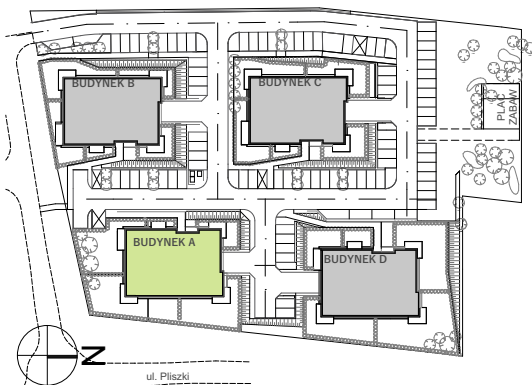 BUDYNEK B
BUDYNEK C
PLAC
ZABAW
BUDYNEK A
BUDYNEK D
N
ul. Pliszki